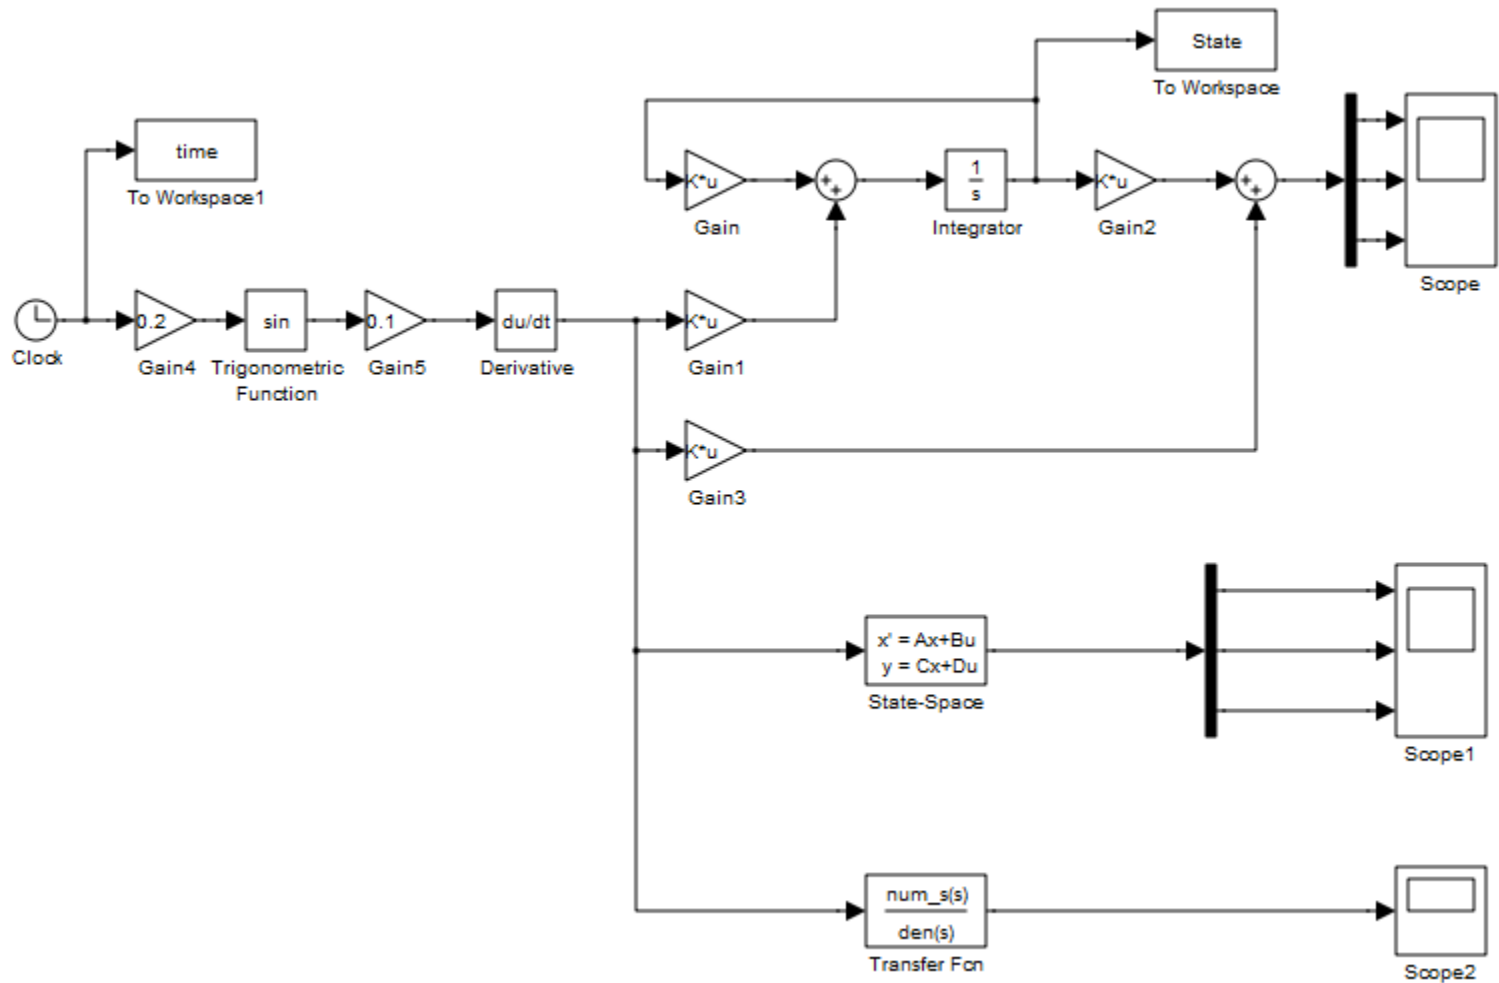 State
To Workspace
time
To Workspace1
K*u
Gain
+
+
1
s
Integrator
K*u
Gain2
+
+
Scope
Clock
0.2
Gain4
sin
Trigonometric
Function
0.1
Gain5
du/dt
Derivative
K*u
Gain1
K*u
Gain3
x' = Ax+Bu
y = Cx+Du
State-Space
Scope1
num_s(s)
den(s)
Transfer Fcn
Scope2